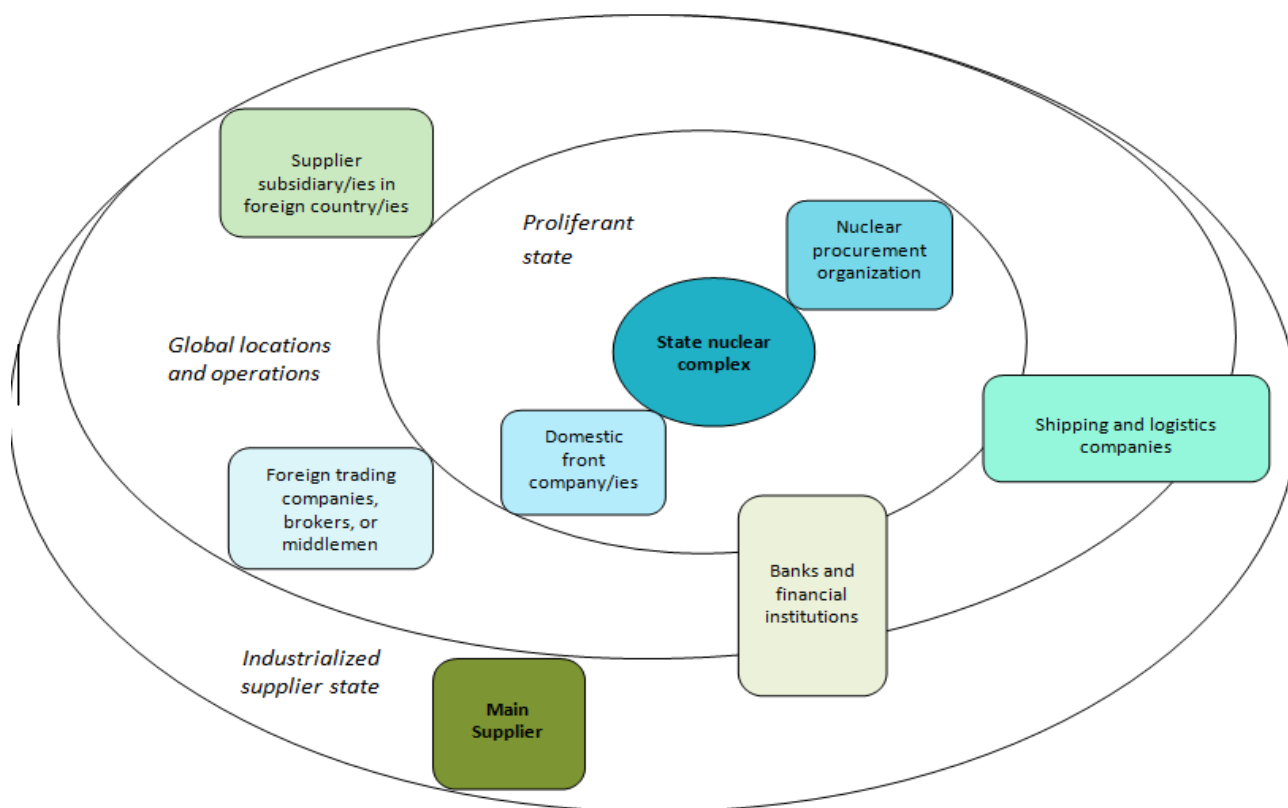 Supplier
subsidiary/ies in
foreign country/ies
Proliferant
state
Nuclear
procurement
organization
State nuclear
complex
Global locations
and operations
Domestic
front
company/ies
Shipping and logistics
companies
Foreign trading
companies,
brokers, or
middlemen
Banks and
financial
institutions
Industrialized
supplier state
Main
Supplier